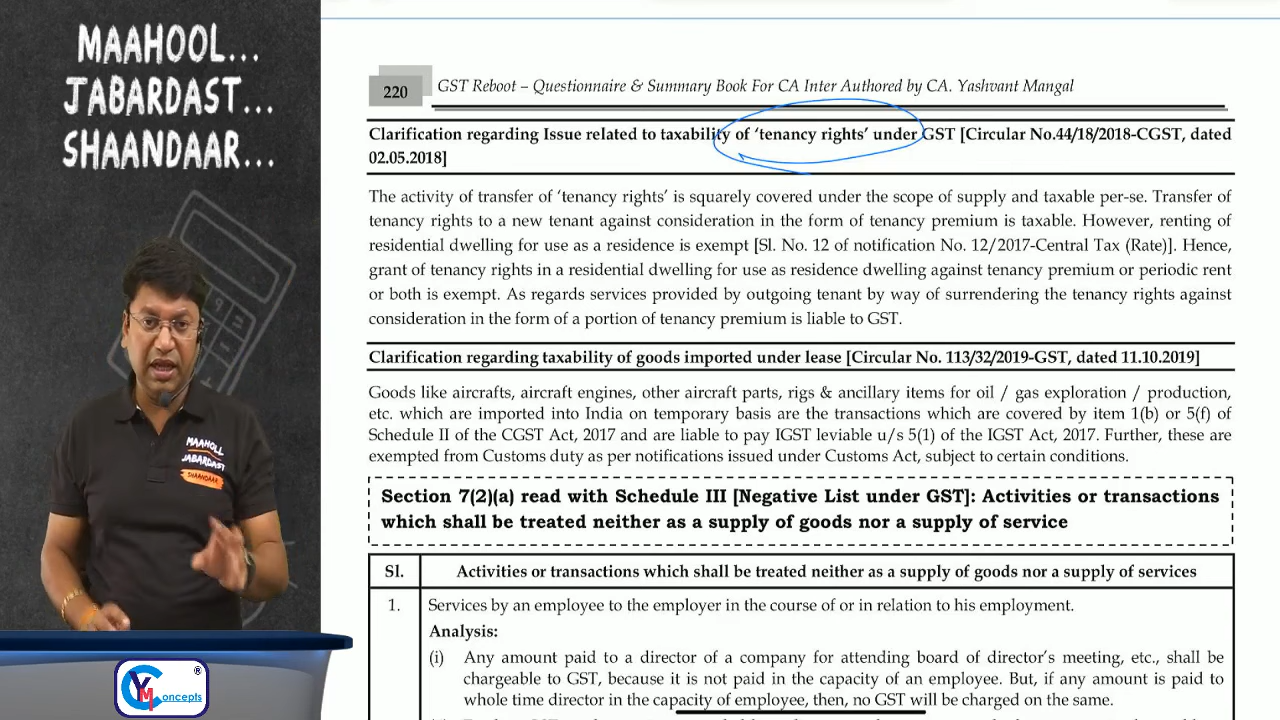 MAAHOOL...
JABARDAST...
SHAANDAAR...
MAAHOLL
JABARDAST
SHAANDAAR
YM Concepts ®
220
GST Reboot – Questionnaire & Summary Book For CA Inter Authored by CA. Yashvant Mangal
Clarification regarding Issue related to taxability of ‘tenancy rights’ under GST [Circular No.44/18/2018-CGST, dated
02.05.2018]
The activity of transfer of ‘tenancy rights’ is squarely covered under the scope of supply and taxable per-se. Transfer of
tenancy rights to a new tenant against consideration in the form of tenancy premium is taxable. However, renting of
residential dwelling for use as a residence is exempt [Sl. No. 12 of notification No. 12/2017-Central Tax (Rate)]. Hence,
grant of tenancy rights in a residential dwelling for use as residence dwelling against tenancy premium or periodic rent
or both is exempt. As regards services provided by outgoing tenant by way of surrendering the tenancy rights against
consideration in the form of a portion of tenancy premium is liable to GST.
Clarification regarding taxability of goods imported under lease [Circular No. 113/32/2019-GST, dated 11.10.2019]
Goods like aircrafts, aircraft engines, other aircraft parts, rigs & ancillary items for oil / gas exploration / production,
etc. which are imported into India on temporary basis are the transactions which are covered by item 1(b) or 5(f) of
Schedule II of the CGST Act, 2017 and are liable to pay IGST leviable u/s 5(1) of the IGST Act, 2017. Further, these are
exempted from Customs duty as per notifications issued under Customs Act, subject to certain conditions.
Section 7(2)(a) read with Schedule III [Negative List under GST]: Activities or transactions
which shall be treated neither as a supply of goods nor a supply of service
Sl. Activities or transactions which shall be treated neither as a supply of goods nor a supply of services
1. Services by an employee to the employer in the course of or in relation to his employment.
Analysis:
(i) Any amount paid to a director of a company for attending board of director’s meeting, etc., shall be
chargeable to GST, because it is not paid in the capacity of an employee. But, if any amount is paid to
whole time director in the capacity of employee, then, no GST will be charged on the same.